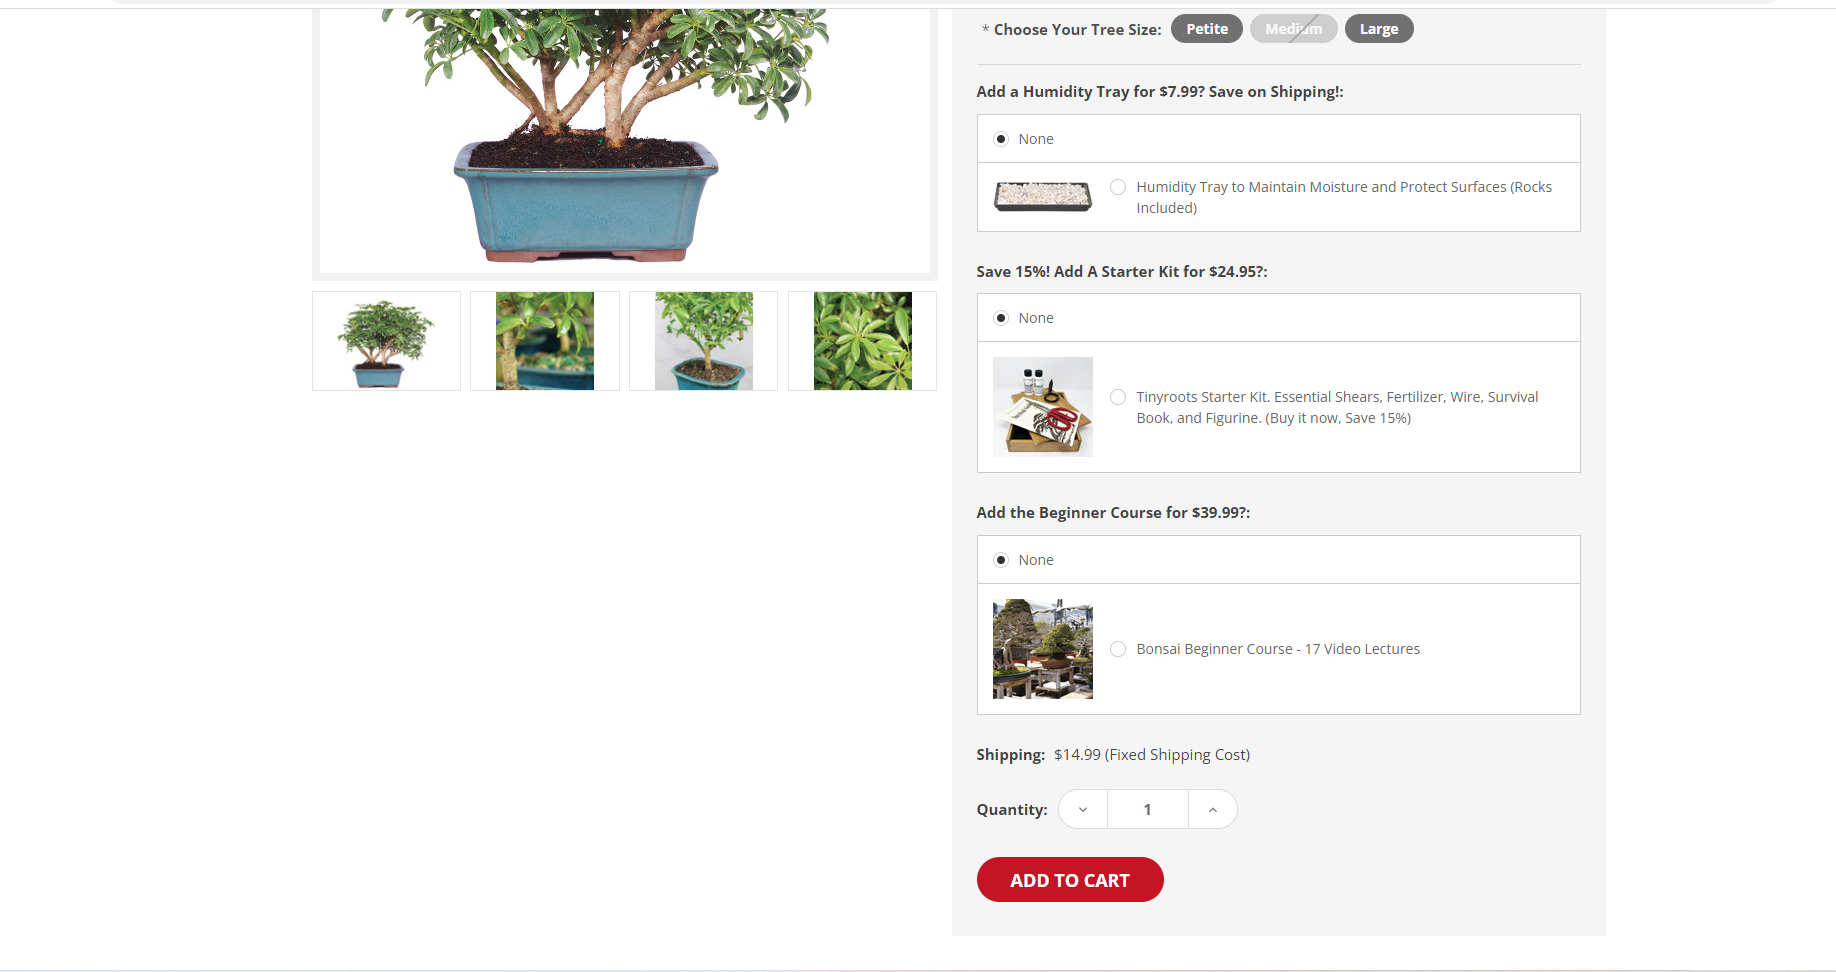 * Choose Your Tree Size: Petite Medium Large
Add a Humidity Tray for $7.99? Save on Shipping!:
None
Humidity Tray to Maintain Moisture and Protect Surfaces (Rocks
Included)
Save 15%! Add A Starter Kit for $24.95?:
None
Tinyroots Starter Kit. Essential Shears, Fertilizer, Wire, Survival
Book, and Figurine. (Buy it now, Save 15%)
Add the Beginner Course for $39.99?:
None
Bonsai Beginner Course - 17 Video Lectures
Shipping: $14.99 (Fixed Shipping Cost)
Quantity: 1
ADD TO CART